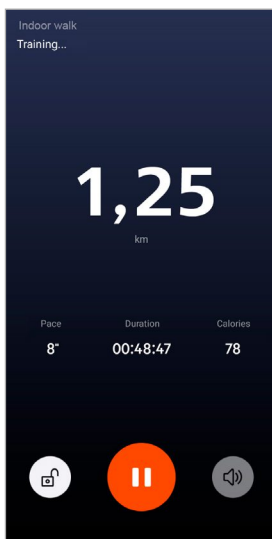 Indoor walk
Training...
1,25
km
Pace Duration Calories
8" 00:48:47 78